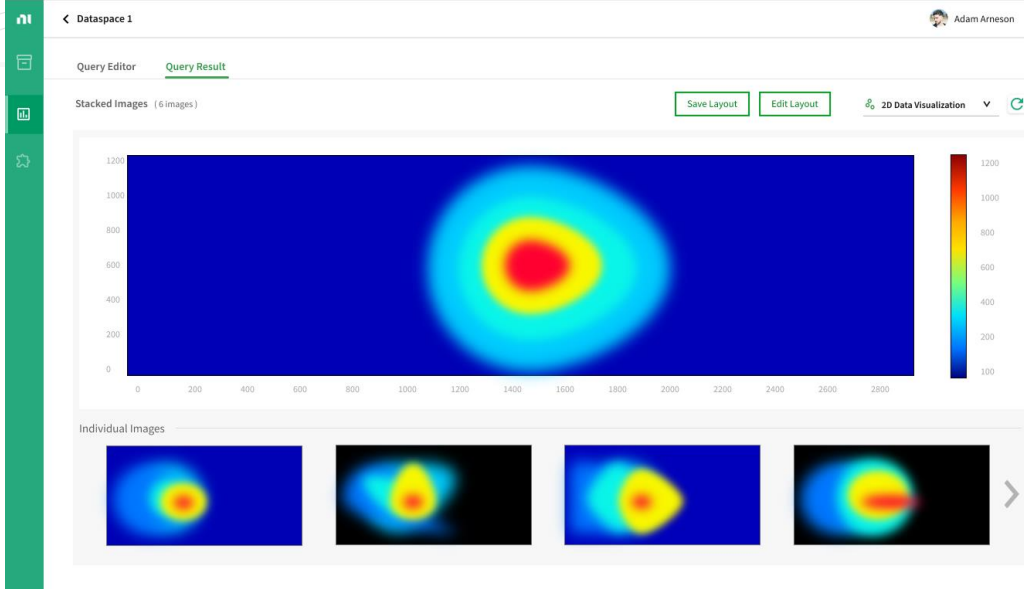 ni
Dataspace 1
Adam Arneson
Query Editor
Query Result
Stacked Images (6 images)
Save Layout
Edit Layout
2D Data Visualization
1200
1000
800
600
400
200
0
0 200 400 600 800 1000 1200 1400 1600 1800 2000 2200 2400 2600 2800
1200
1000
800
600
400
200
100
Individual Images